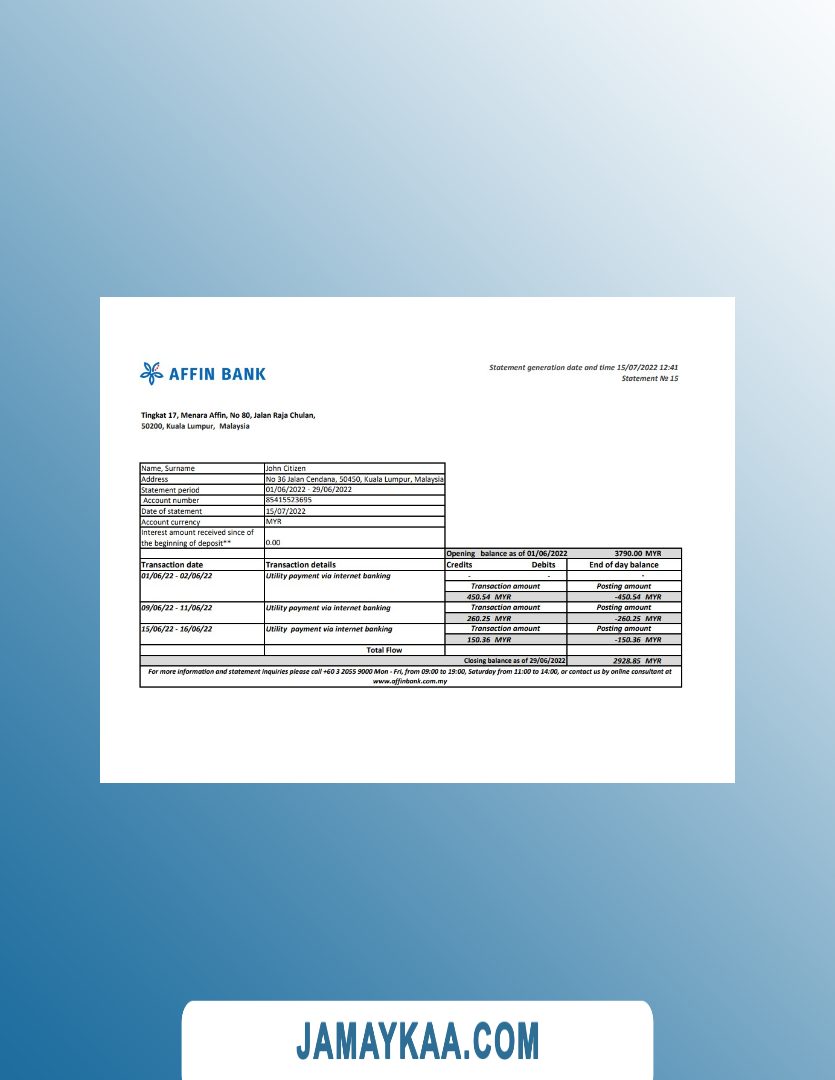 AFFIN BANK
Statement generation date and time 15/07/2022 12:41
Statement № 15
Tingkat 17, Menara Affin, No 80, Jalan Raja Chulan,
50200, Kuala Lumpur, Malaysia
Name, Surname John Citizen
Address No 36 Jalan Cendana, 50450, Kuala Lumpur, Malaysia
Statement period 01/06/2022 - 29/06/2022
Account number 85415523695
Date of statement 15/07/2022
Account currency MYR
Interest amount received since of
the beginning of deposit** 0.00
Opening balance as of 01/06/2022 3790.00 MYR
Transaction date Transaction details Credits Debits End of day balance
01/06/22 - 02/06/22 Utility payment via internet banking - - -
Transaction amount Posting amount
450.54 MYR -450.54 MYR
09/06/22 - 11/06/22 Utility payment via internet banking Transaction amount Posting amount
260.25 MYR -260.25 MYR
15/06/22 - 16/06/22 Utility payment via internet banking Transaction amount Posting amount
150.36 MYR -150.36 MYR
Total Flow
Closing balance as of 29/06/2022 2928.85 MYR
For more information and statement inquiries please call +60 3 2055 9000 Mon - Fri, from 09:00 to 19:00, Saturday from 11:00 to 14:00, or contact us by online consultant at
www.affinbank.com.my
JAMAYKAA.COM